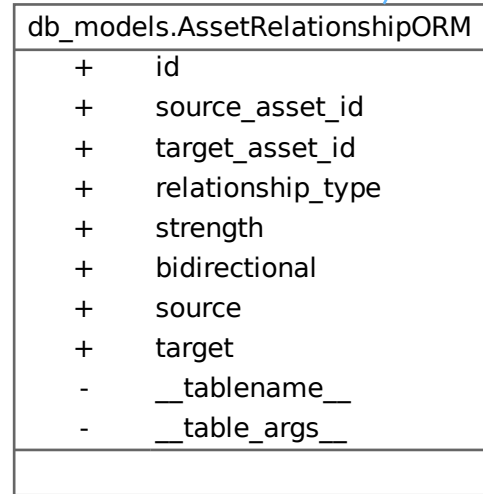 db_models.AssetRelationshipORM
+ id
+ source_asset_id
+ target_asset_id
+ relationship_type
+ strength
+ bidirectional
+ source
+ target
- __tablename__
- __table_args__